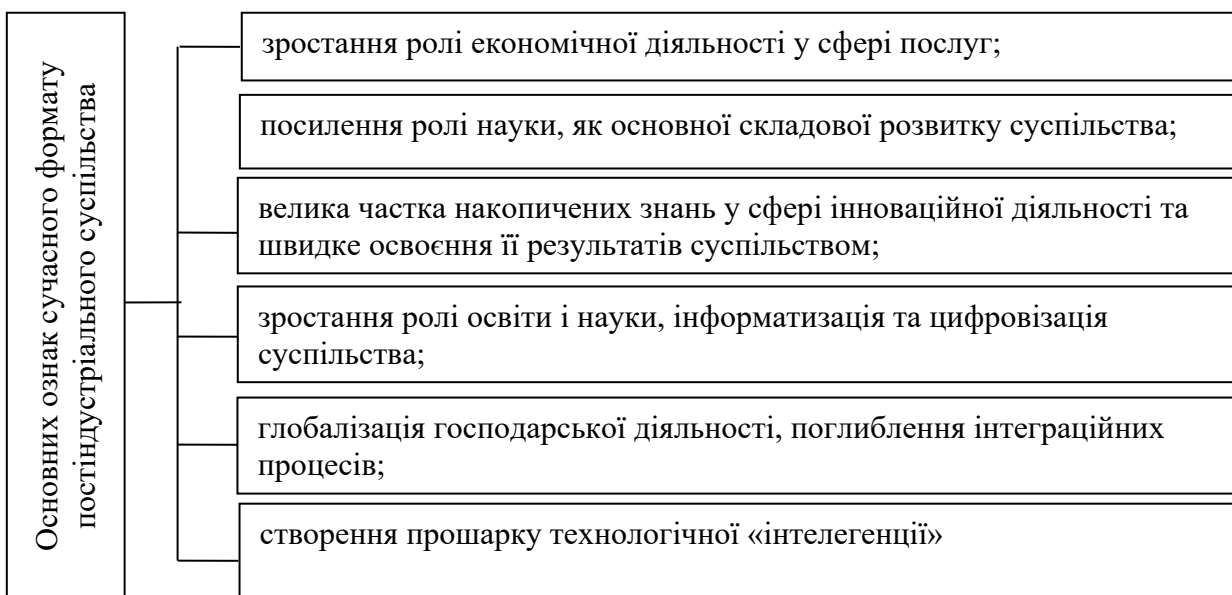 Основних ознак сучасного формату
постіндустріального суспільства
зростання ролі економічної діяльності у сфері послуг;
посилення ролі науки, як основної складової розвитку суспільства;
велика частка накопичених знань у сфері інноваційної діяльності та
швидке освоєння її результатів суспільством;
зростання ролі освіти і науки, інформатизація та цифровізація
суспільства;
глобалізація господарської діяльності, поглиблення інтеграційних
процесів;
створення прошарку технологічної «інтелегенції»